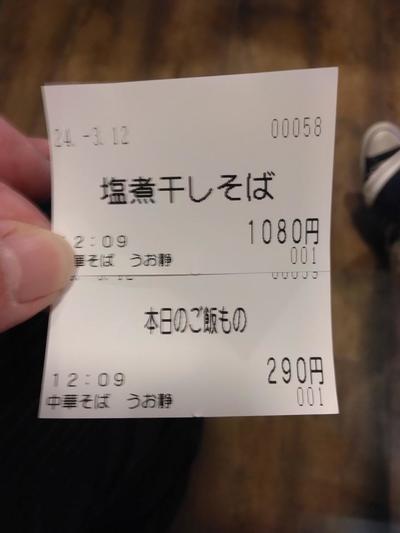 24.-3.12 00058
塩煮干しそば
1080円
12:09 001
華そば うお静
00059
本日のご飯もの
290円
12:09 001
中華そば うお静